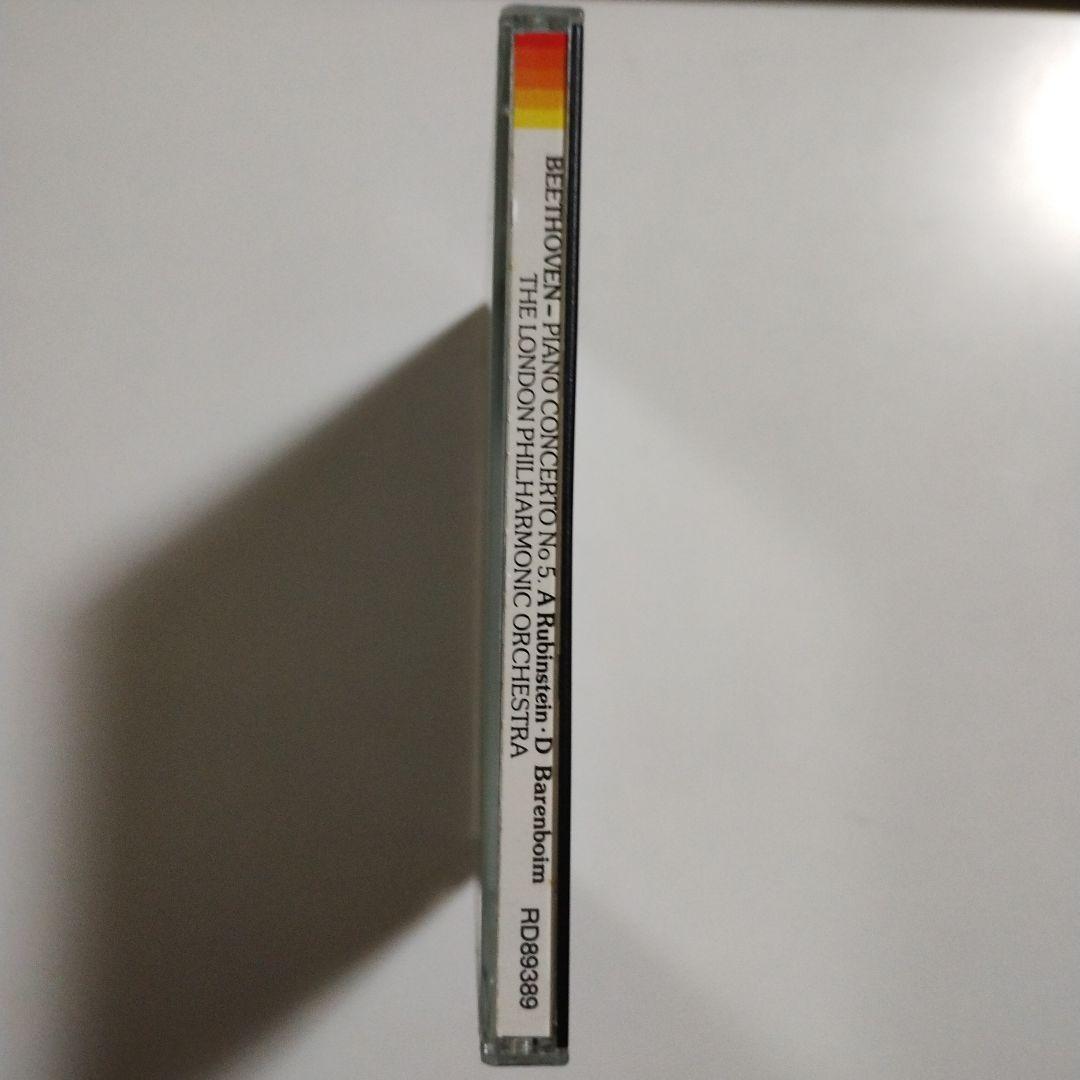 BEETHOVEN – PIANO CONCERTO No 5. A Rubinstein · D Barenboim
THE LONDON PHILHARMONIC ORCHESTRA
RD89389